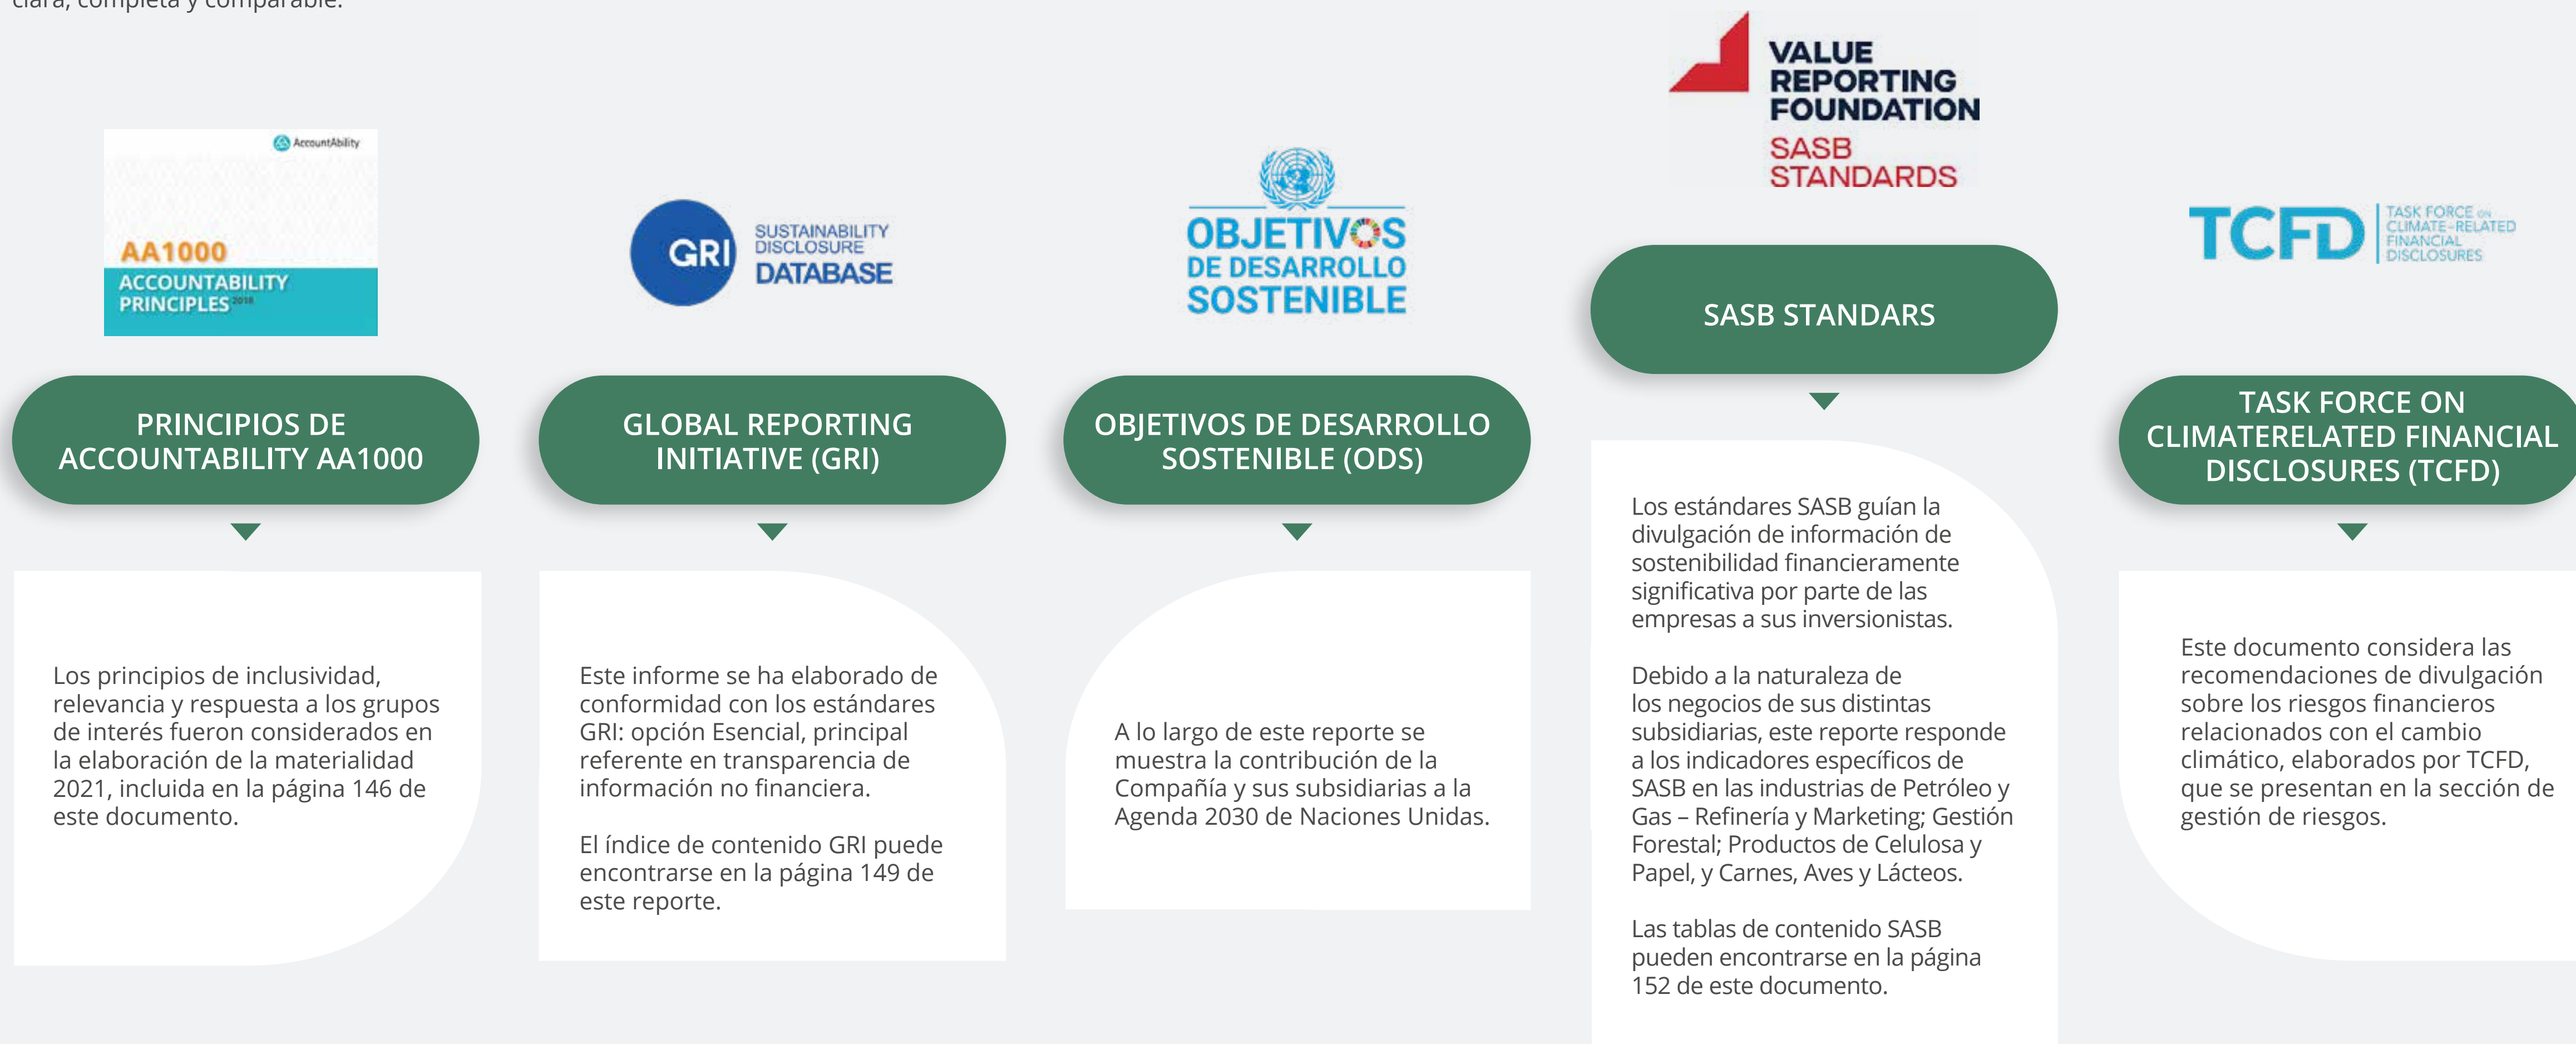 clara, completa y comparable.
AccountAbility
AA1000
ACCOUNTABILITY
PRINCIPLES 2018
PRINCIPIOS DE
ACCOUNTABILITY AA1000
Los principios de inclusividad,
relevancia y respuesta a los grupos
de interés fueron considerados en
la elaboración de la materialidad
2021, incluida en la página 146 de
este documento.
GRI
SUSTAINABILITY
DISCLOSURE
DATABASE
GLOBAL REPORTING
INITIATIVE (GRI)
Este informe se ha elaborado de
conformidad con los estándares
GRI: opción Esencial, principal
referente en transparencia de
información no financiera.
El índice de contenido GRI puede
encontrarse en la página 149 de
este reporte.
OBJETIVOS
DE DESARROLLO
SOSTENIBLE
OBJETIVOS DE DESARROLLO
SOSTENIBLE (ODS)
A lo largo de este reporte se
muestra la contribución de la
Compañía y sus subsidiarias a la
Agenda 2030 de Naciones Unidas.
VALUE
REPORTING
FOUNDATION
SASB
STANDARDS
SASB STANDARS
Los estándares SASB guían la
divulgación de información de
sostenibilidad financieramente
significativa por parte de las
empresas a sus inversionistas.
Debido a la naturaleza de
los negocios de sus distintas
subsidiarias, este reporte responde
a los indicadores específicos de
SASB en las industrias de Petróleo y
Gas – Refinería y Marketing; Gestión
Forestal; Productos de Celulosa y
Papel, y Carnes, Aves y Lácteos.
Las tablas de contenido SASB
pueden encontrarse en la página
152 de este documento.
TCFD
TASK FORCE ON
CLIMATE-RELATED
FINANCIAL
DISCLOSURES
TASK FORCE ON
CLIMATERELATED FINANCIAL
DISCLOSURES (TCFD)
Este documento considera las
recomendaciones de divulgación
sobre los riesgos financieros
relacionados con el cambio
climático, elaborados por TCFD,
que se presentan en la sección de
gestión de riesgos.